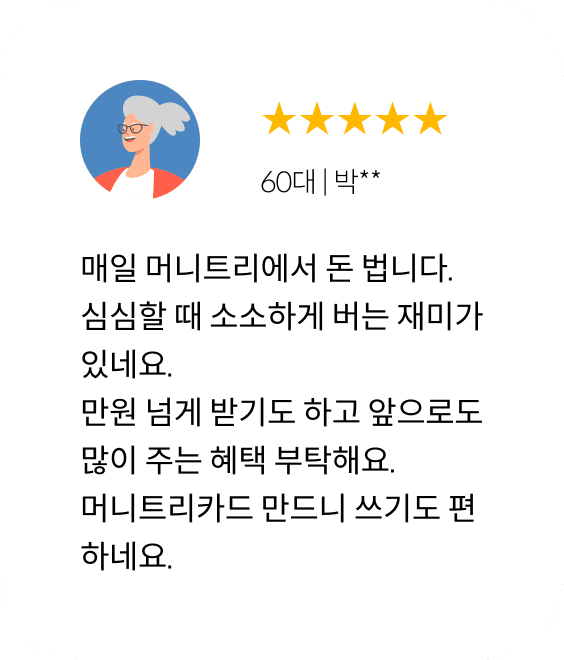 ★★★★★
60대 | 박**
매일 머니트리에서 돈 법니다.
심심할 때 소소하게 버는 재미가
있네요.
만원 넘게 받기도 하고 앞으로도
많이 주는 혜택 부탁해요.
머니트리카드 만드니 쓰기도 편
하네요.